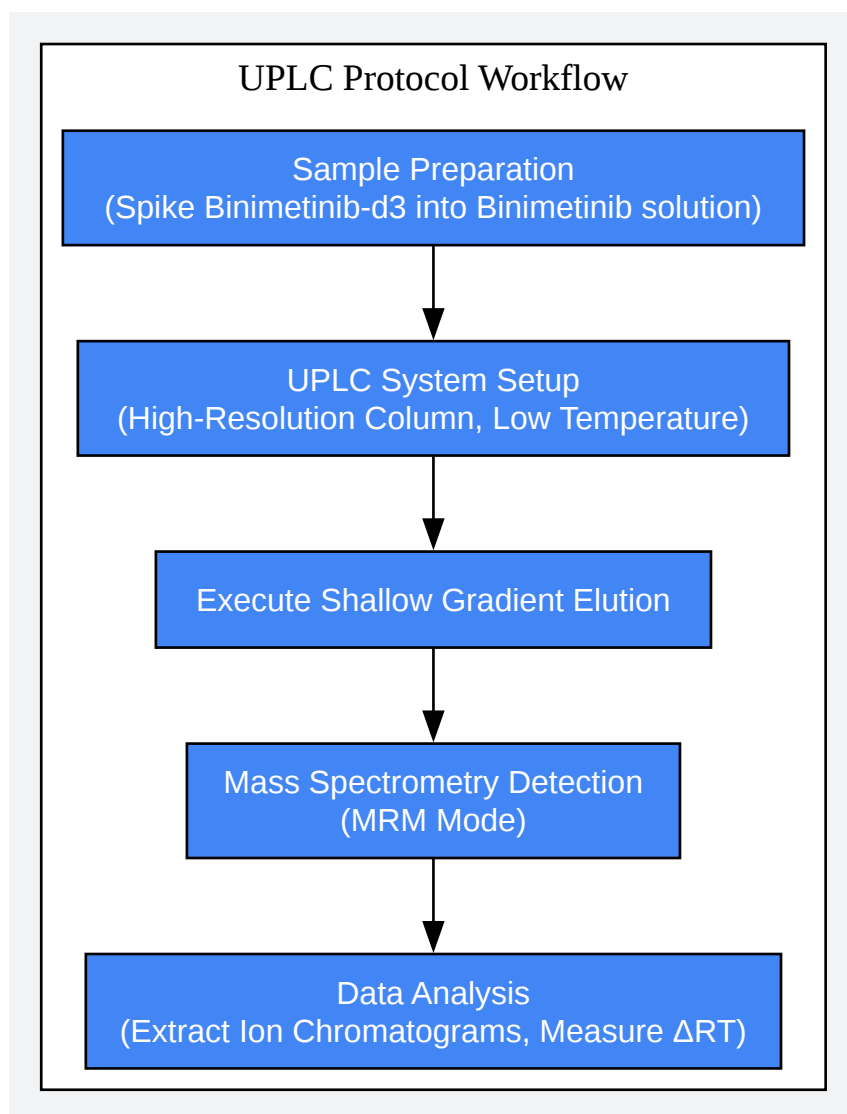 UPLC Protocol Workflow
Sample Preparation
(Spike Binimetinib-d3 into Binimetinib solution)
UPLC System Setup
(High-Resolution Column, Low Temperature)
Execute Shallow Gradient Elution
Mass Spectrometry Detection
(MRM Mode)
Data Analysis
(Extract Ion Chromatograms, Measure ΔRT)